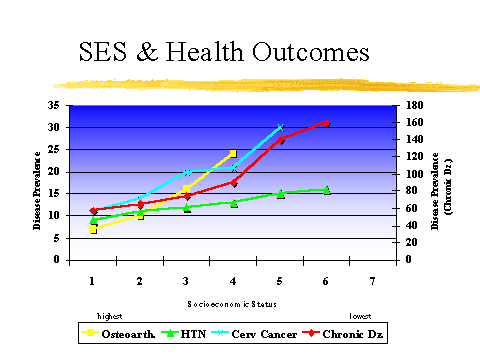 SES & Health Outcomes
35
30
25
20
15
10
5
0
Disease Prevalence
180
160
140
120
100
80
60
40
20
0
Disease Prevalence
(Chronic Dz.)
1 2 3 4 5 6 7
Socioeconomic Status
highest lowest
Osteoarth. HTN Cerv Cancer Chronic Dz